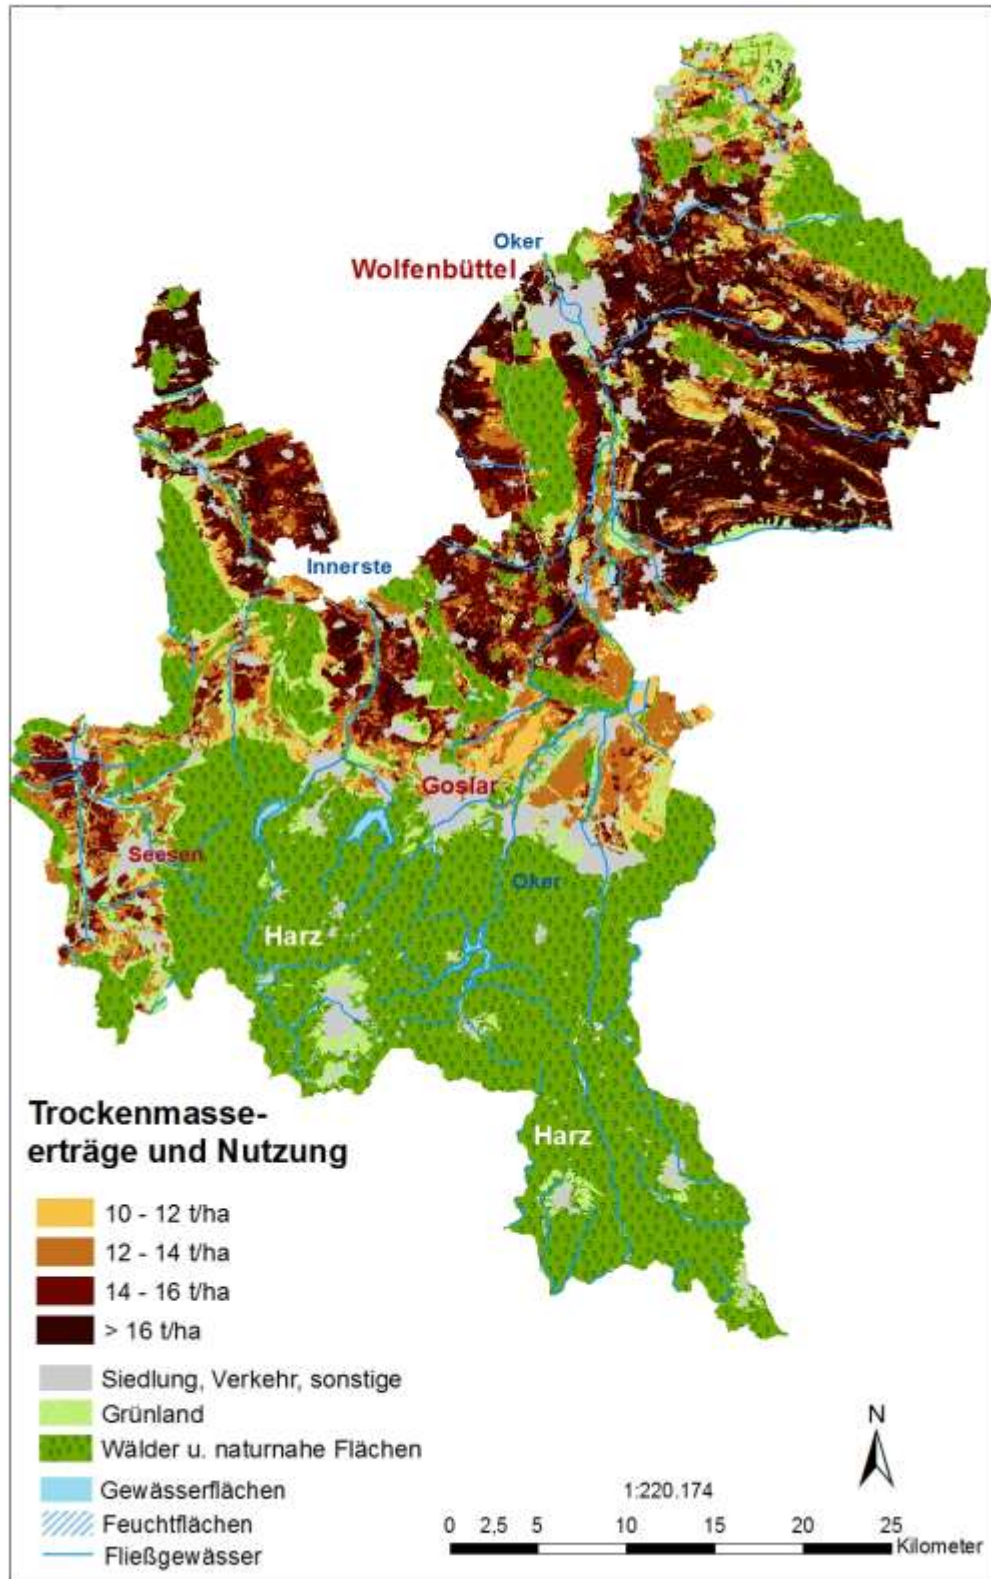 Oker
Wolfenbüttel
Innerste
Goslar
Seesen
Oker
Harz
Harz
Trockenmasse-
erträge und Nutzung
10 - 12 t/ha
12 - 14 t/ha
14 - 16 t/ha
> 16 t/ha
Siedlung, Verkehr, sonstige
Grünland
Wälder u. naturnahe Flächen
Gewässerflächen
Feuchtflächen
Fließgewässer
N
1:220.174
0 2,5 5 10 15 20 25
Kilometer